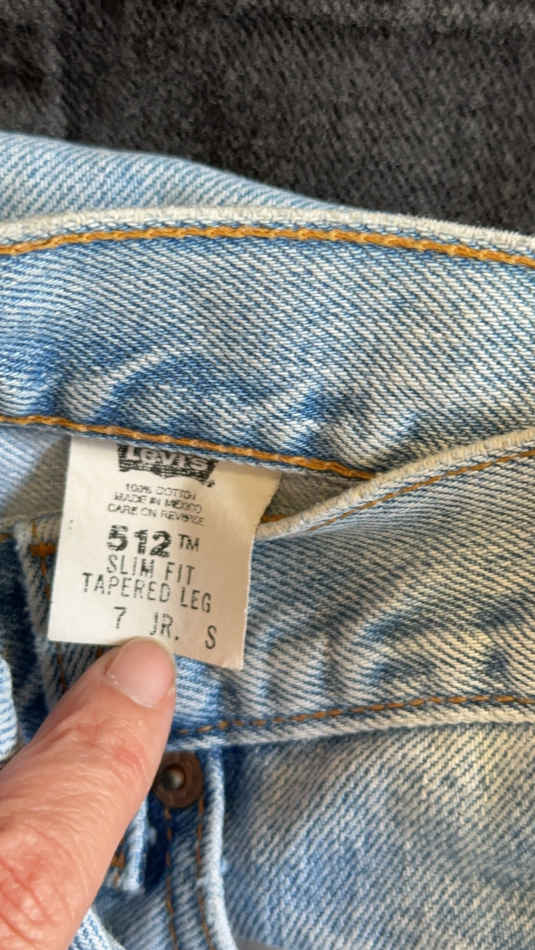 Levi's
100% COTTON
MADE IN MEXICO
CARE ON REVERSE
512™
SLIM FIT
TAPERED LEG
7 JR. S